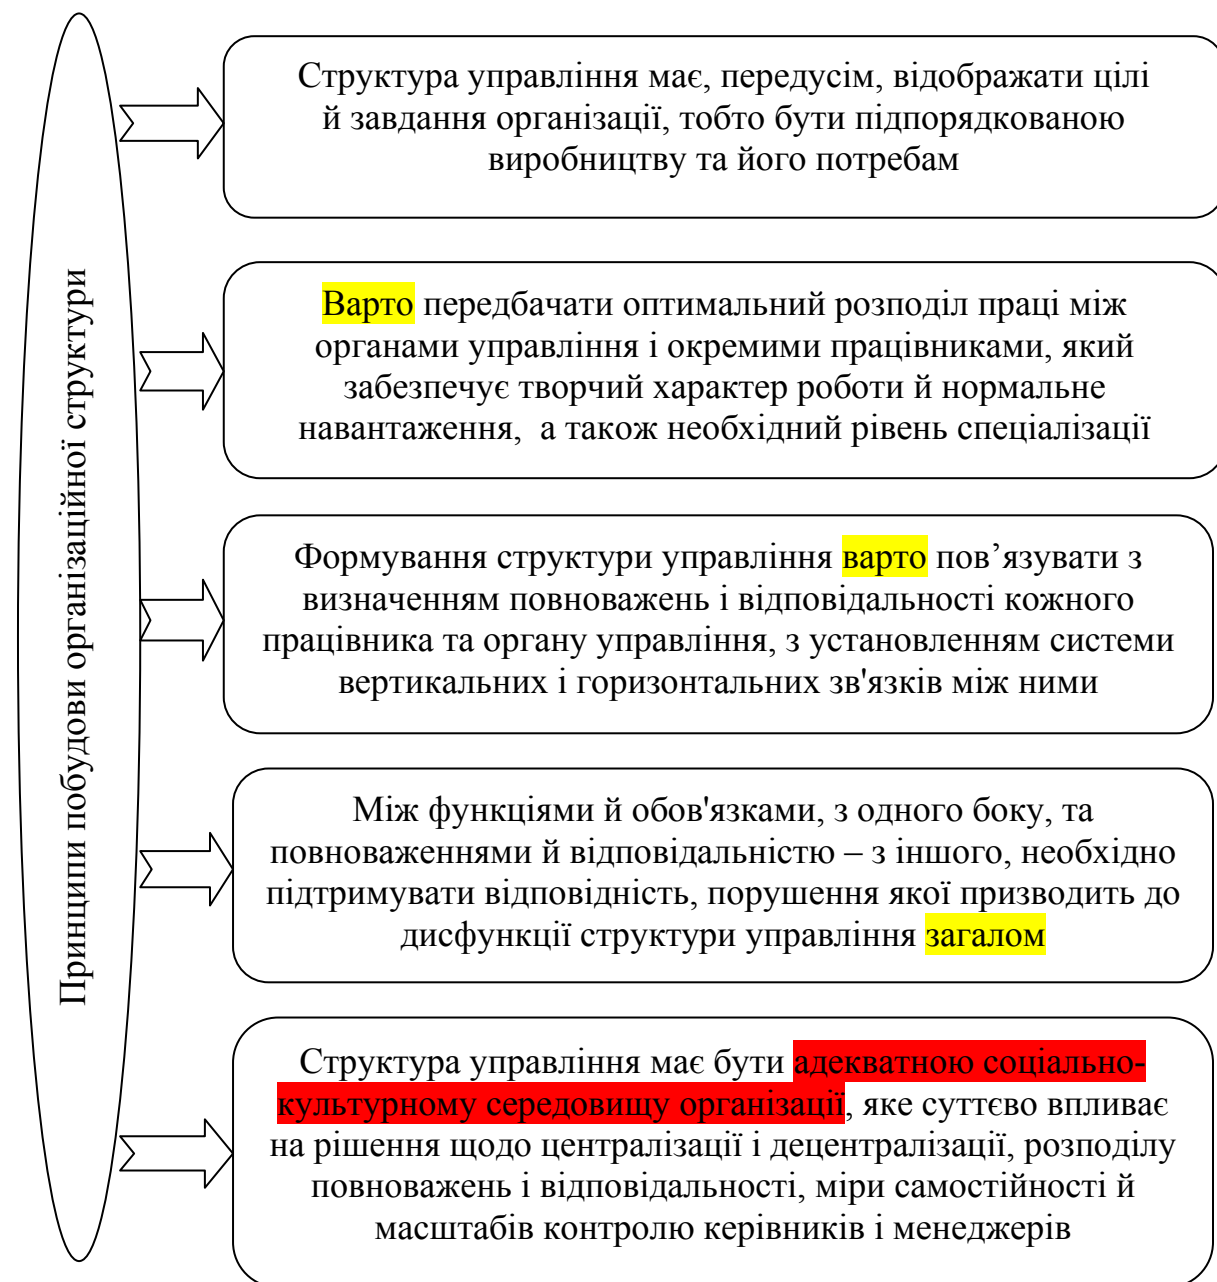 Принципи побудови організаційної структури
Структура управління має, передусім, відображати цілі
й завдання організації, тобто бути підпорядкованою
виробництву та його потребам
Варто передбачати оптимальний розподіл праці між
органами управління і окремими працівниками, який
забезпечує творчий характер роботи й нормальне
навантаження,  а також необхідний рівень спеціалізації
Формування структури управління варто пов’язувати з
визначенням повноважень і відповідальності кожного
працівника та органу управління, з установленням системи
вертикальних і горизонтальних зв'язків між ними
Між функціями й обов'язками, з одного боку, та
повноваженнями й відповідальністю – з іншого, необхідно
підтримувати відповідність, порушення якої призводить до
дисфункції структури управління загалом
Структура управління має бути адекватною соціально-
культурному середовищу організації, яке суттєво впливає
на рішення щодо централізації і децентралізації, розподілу
повноважень і відповідальності, міри самостійності й
масштабів контролю керівників і менеджерів